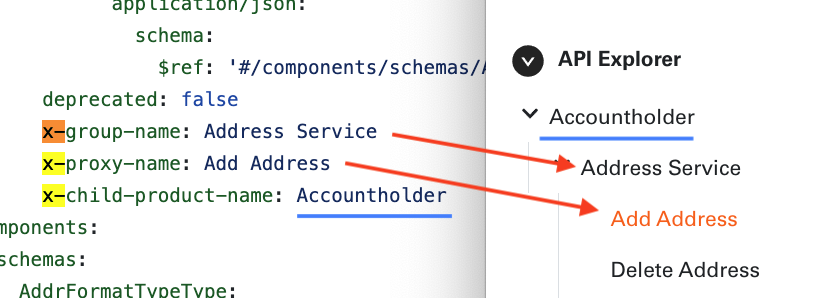 application/json:
schema:
$ref: '#/components/schemas/
deprecated: false
x-group-name: Address Service
x-proxy-name: Add Address
x-child-product-name: Accountholder
mponents:
schemas:
AddrFormatTypeType:
API Explorer
Accountholder
Address Service
Add Address
Delete Address